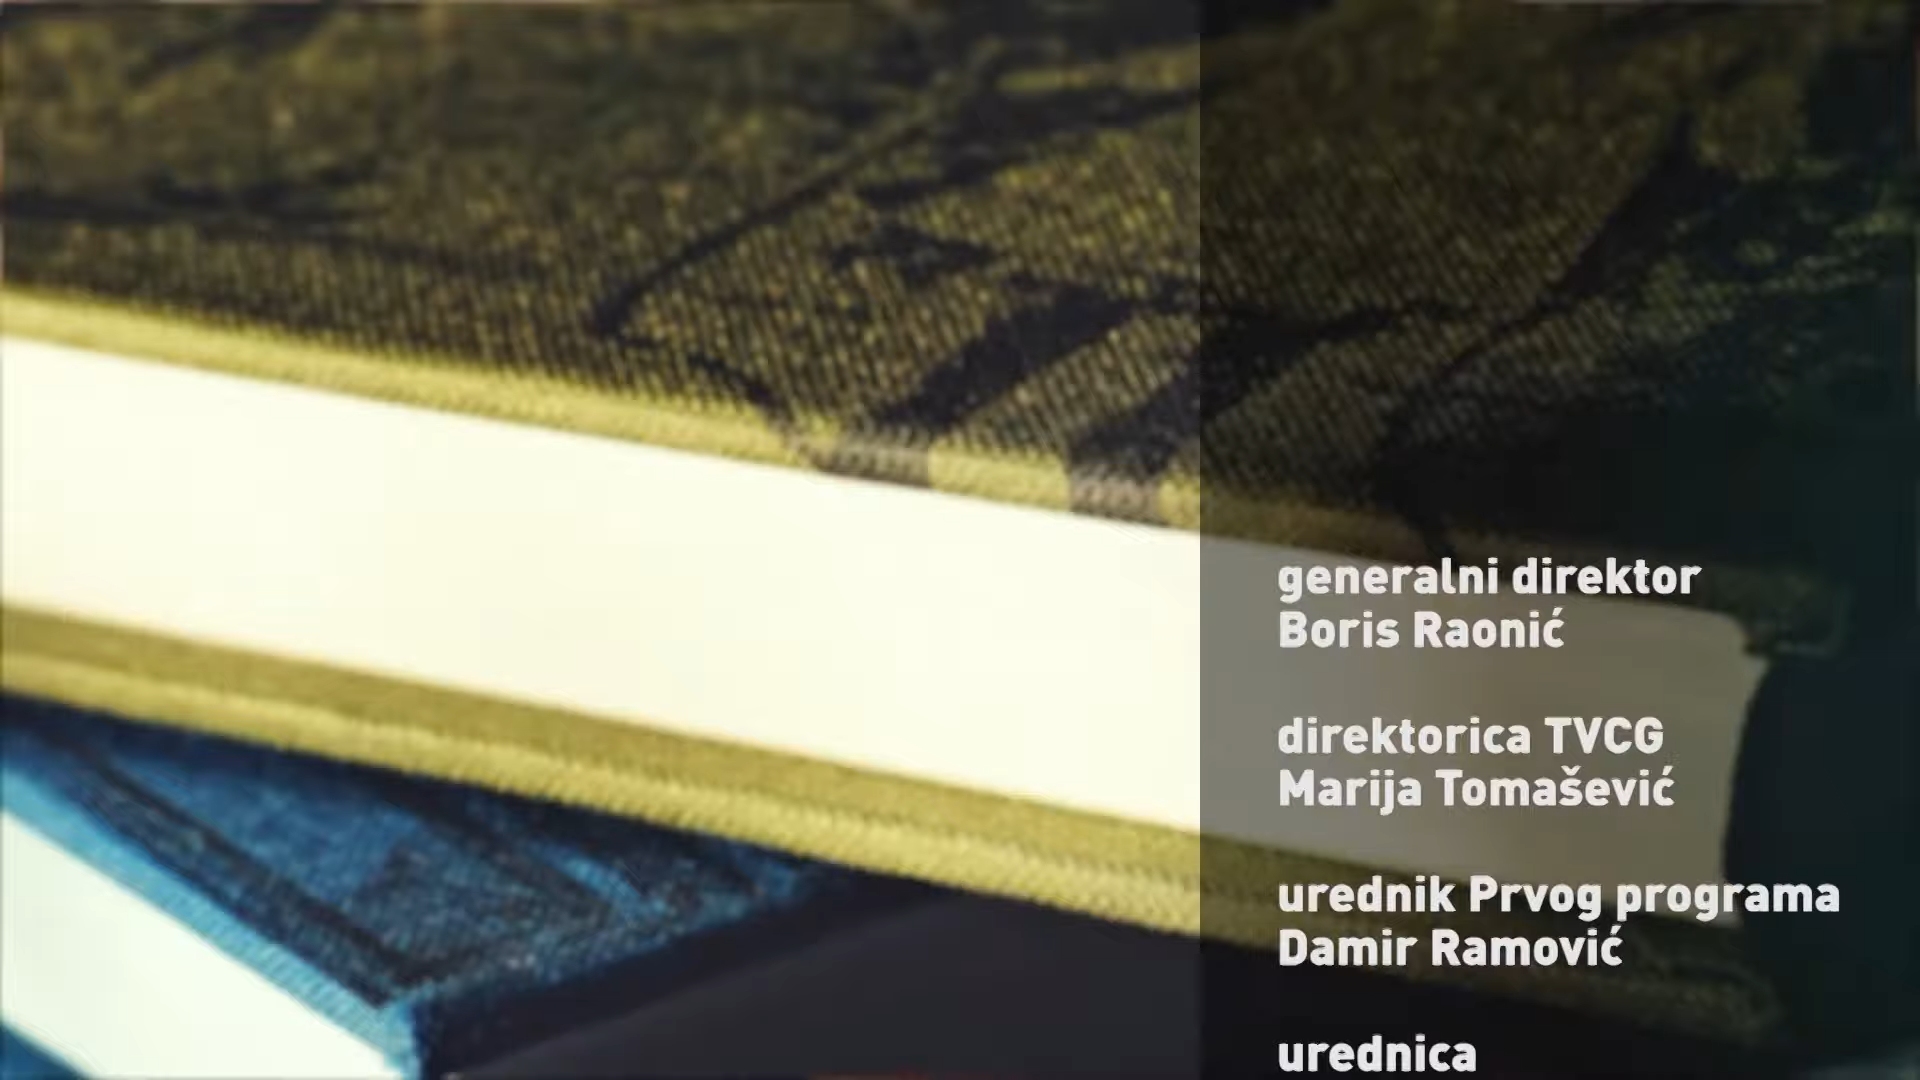 generalni direktor
Boris Raonić
direktorica TVCG
Marija Tomašević
urednik Prvog programa
Damir Ramović
urednica